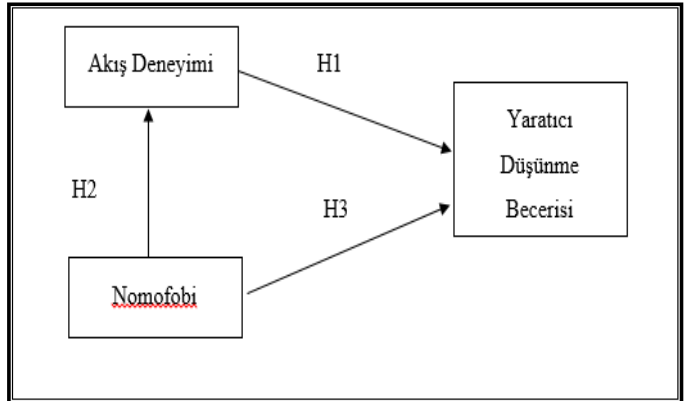 Akış Deneyimi
H1
Yaratıcı
Düşünme
Becerisi
H2
H3
Nomofobi